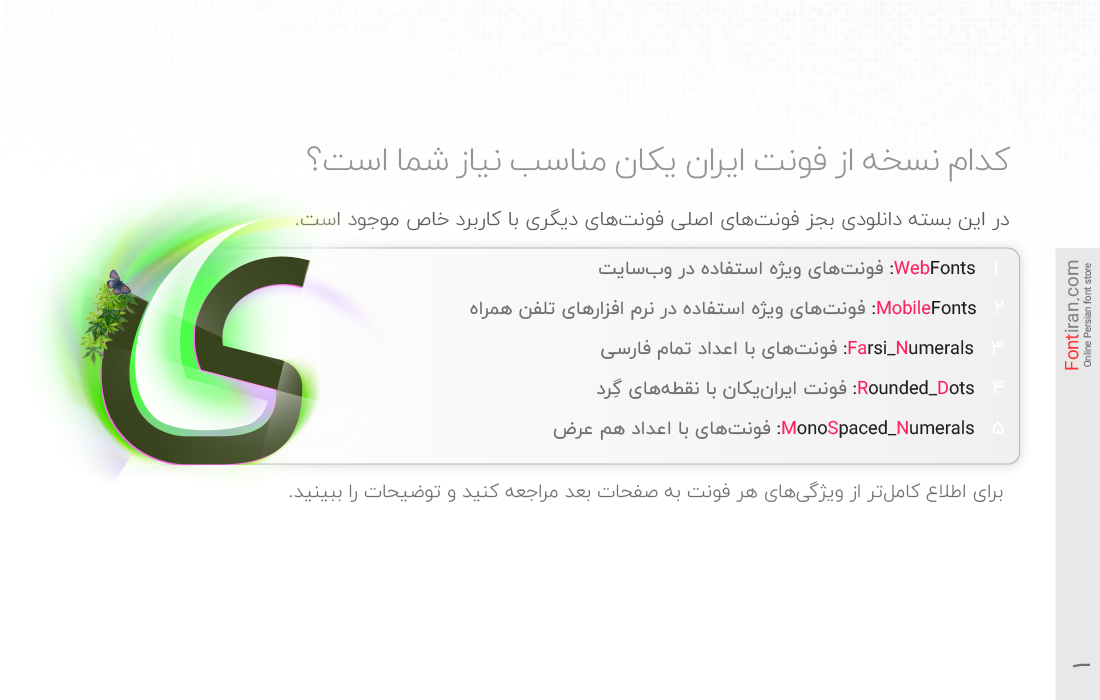 کدام نسخه از فونت ایران یکان مناسب نیاز شما است؟
در این بسته دانلودی بجز فونت‌های اصلی فونت‌های دیگری با کاربرد خاص موجود است.
۱ WebFonts: فونت‌های ویژه استفاده در وب‌سایت
۲ MobileFonts: فونت‌های ویژه استفاده در نرم افزارهای تلفن همراه
۳ Farsi_Numerals: فونت‌های با اعداد تمام فارسی
۴ Rounded_Dots: فونت ایران‌یکان با نقطه‌های گِرد
۵ MonoSpaced_Numerals: فونت‌های با اعداد هم عرض
برای اطلاع کامل‌تر از ویژگی‌های هر فونت به صفحات بعد مراجعه کنید و توضیحات را ببینید.
ی
Fontiran.com
Online Persian font store
۱